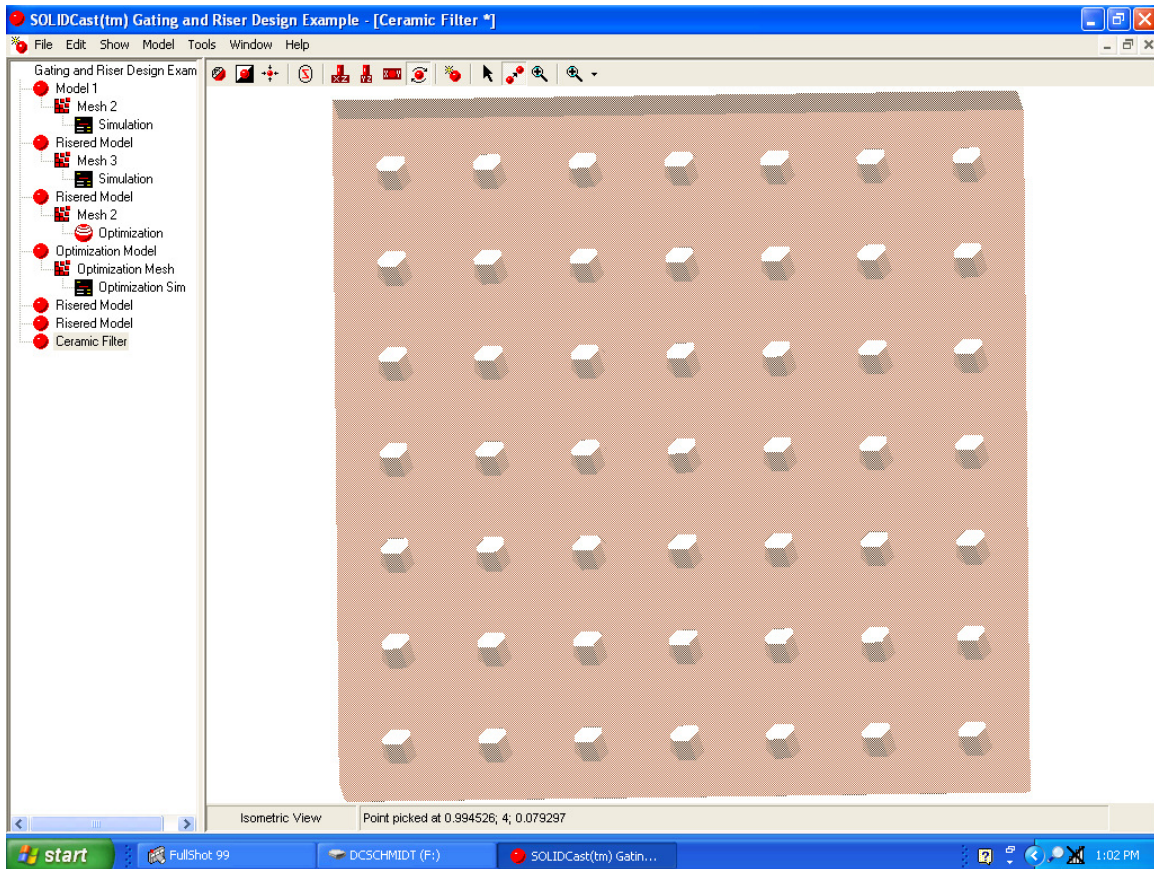 SOLIDCast(tm) Gating and Riser Design Example - [Ceramic Filter *]
File Edit Show Model Tools Window Help
Gating and Riser Design Exam
Model 1
Mesh 2
Simulation
Risered Model
Mesh 3
Simulation
Risered Model
Mesh 2
Optimization
Optimization Model
Optimization Mesh
Optimization Sim
Risered Model
Risered Model
Ceramic Filter
XZ YZ
Isometric View Point picked at 0.994526; 4; 0.079297
start FullShot 99 DCSCHMIDT (F:) SOLIDCast(tm) Gatin... 1:02 PM